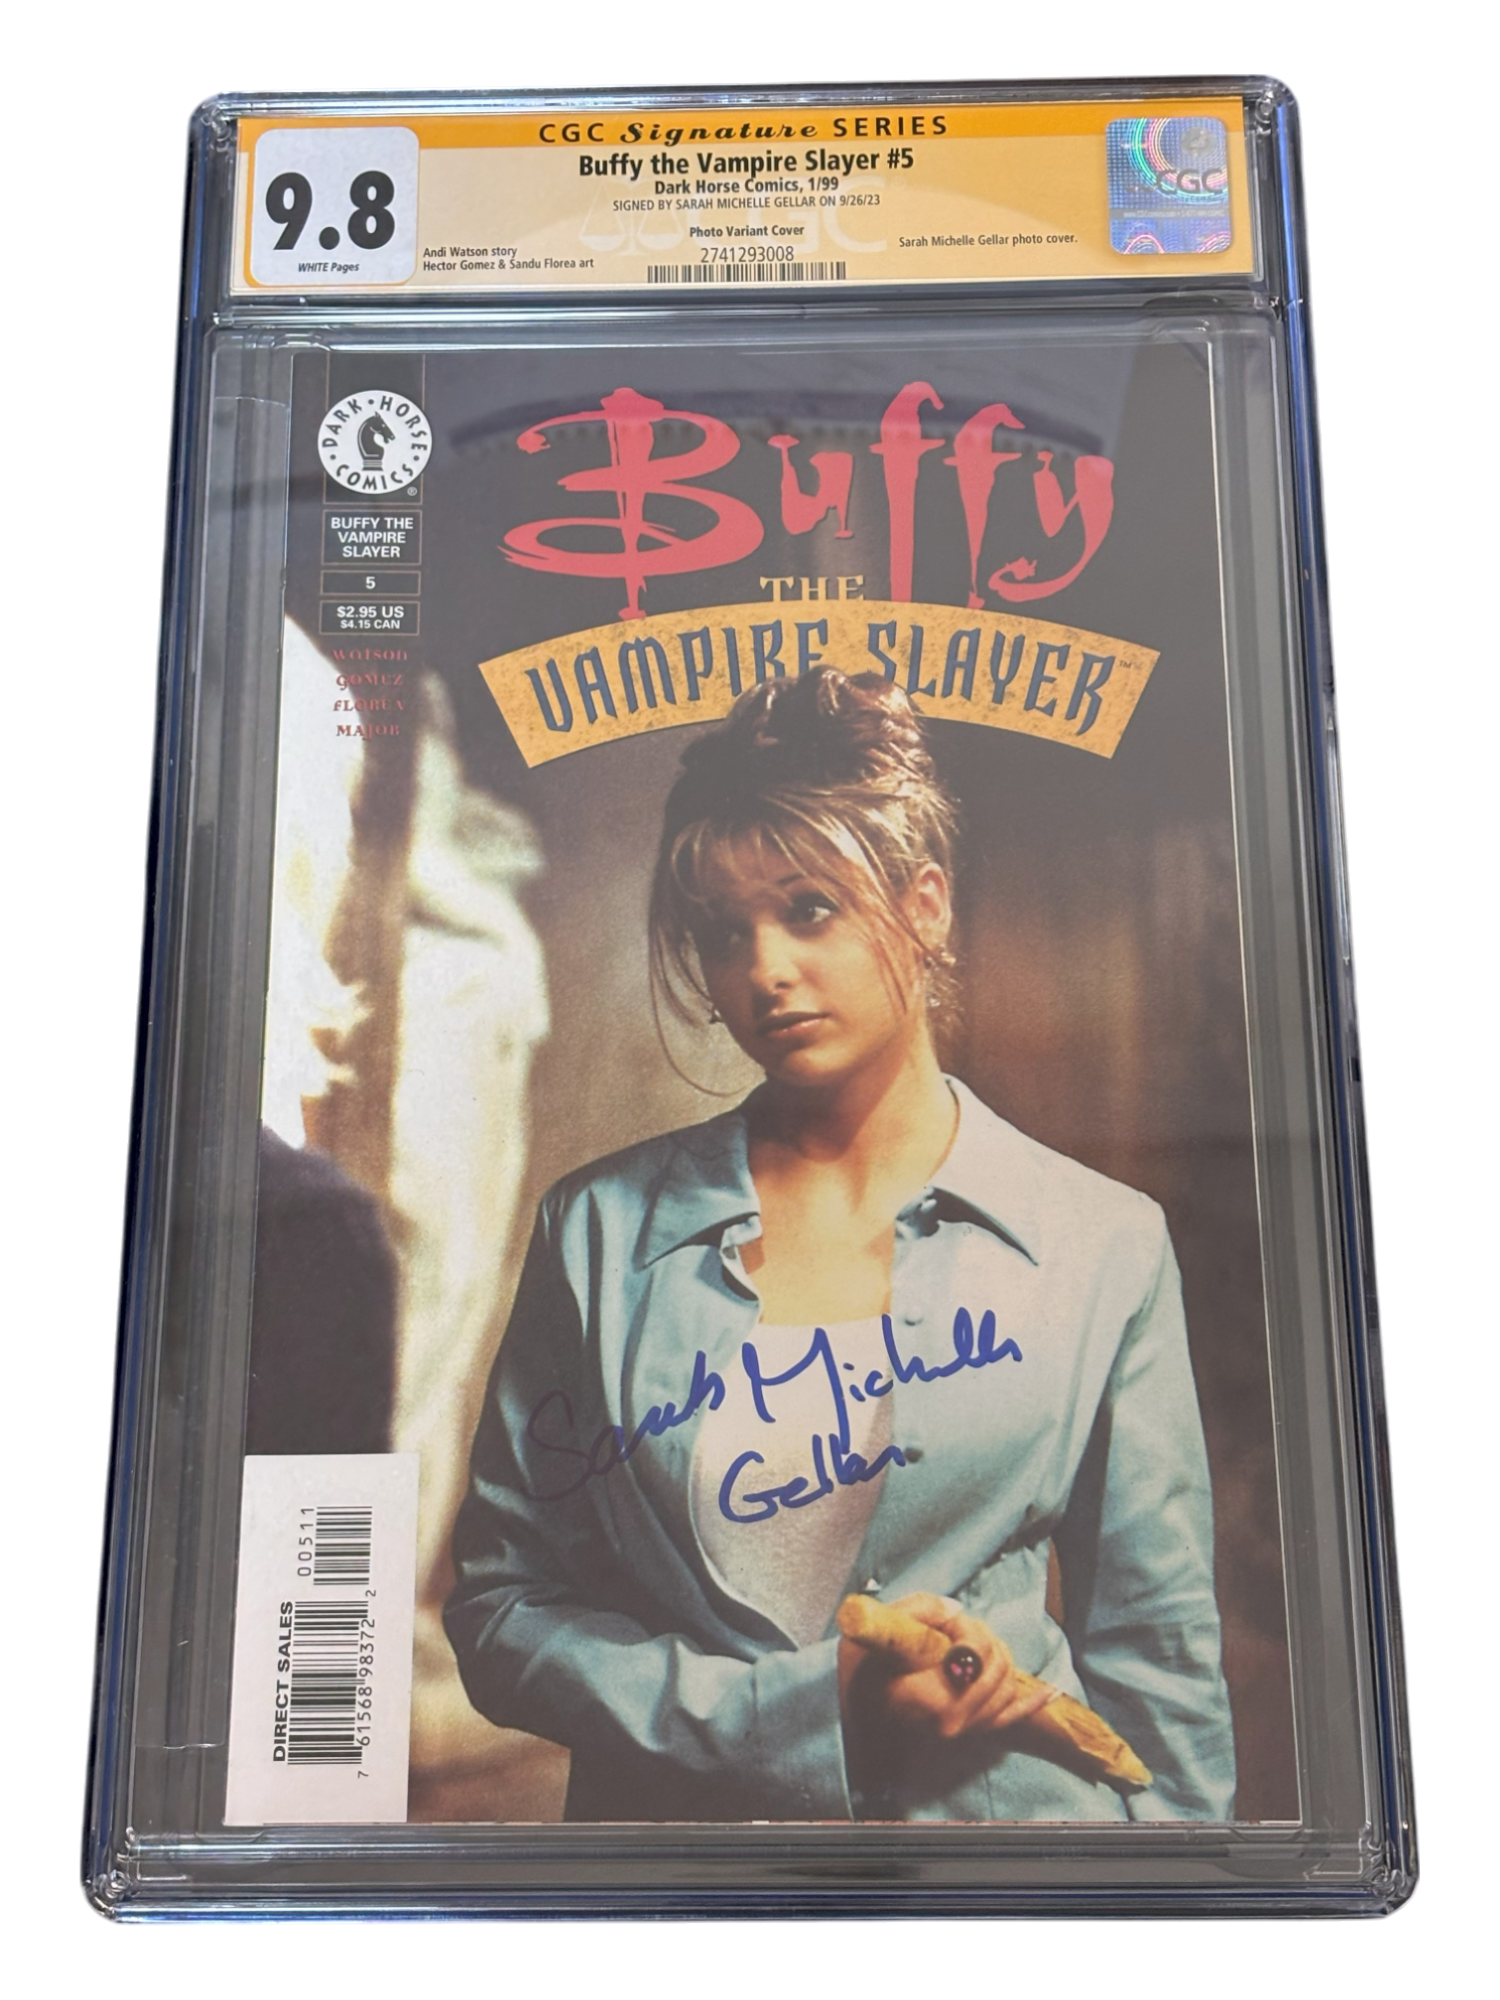 CGC Signature SERIES
9.8
WHITE Pages
Buffy the Vampire Slayer #5
Dark Horse Comics, 1/99
SIGNED BY SARAH MICHELLE GELLAR ON 9/26/23
Photo Variant Cover
Andi Watson story
Hector Gomez & Sandu Florea art
2741293008
Sarah Michelle Gellar photo cover.
CGC
DARK • HORSE • COMICS •
®
BUFFY THE
VAMPIRE
SLAYER
5
$2.95 US
$4.15 CAN
WATSON
GOMEZ
FLOREA
MAJOR
Buffy
THE
VAMPIRE SLAYER™
Sarah Michelle
Gellar
DIRECT SALES
00511
7 61568 98372 2